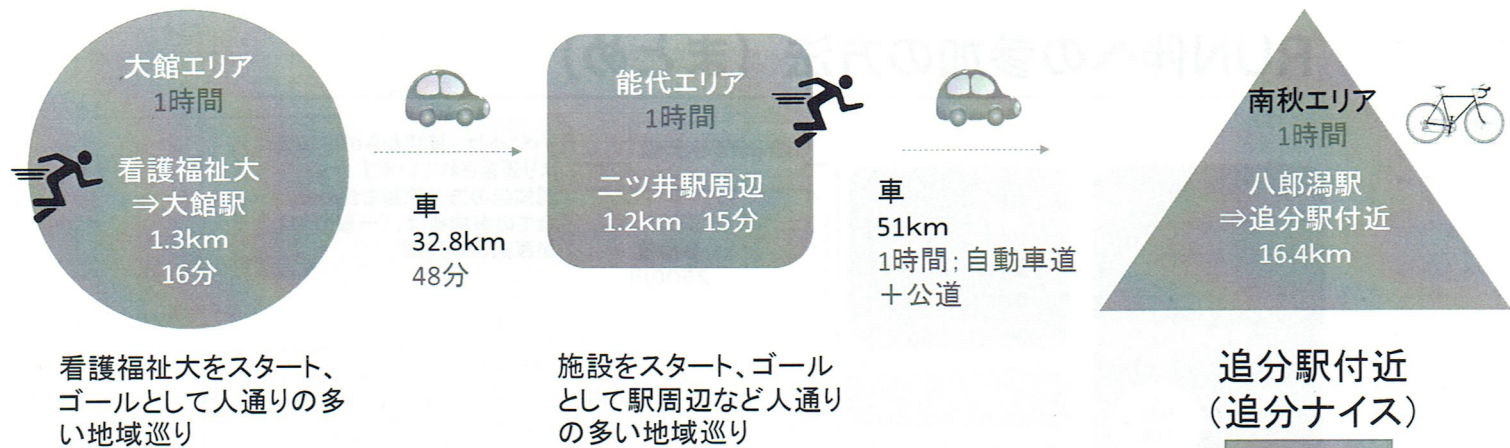 大館エリア
1時間
看護福祉大
⇒大館駅
1.3km
16分
車
32.8km
48分
能代エリア
1時間
二ツ井駅周辺
1.2km 15分
車
51km
1時間;自動車道
＋公道
南秋エリア
1時間
八郎潟駅
⇒追分駅付近
16.4km
看護福祉大をスタート、
ゴールとして人通りの多
い地域巡り
施設をスタート、ゴール
として駅周辺など人通り
の多い地域巡り
追分駅付近
（追分ナイス）